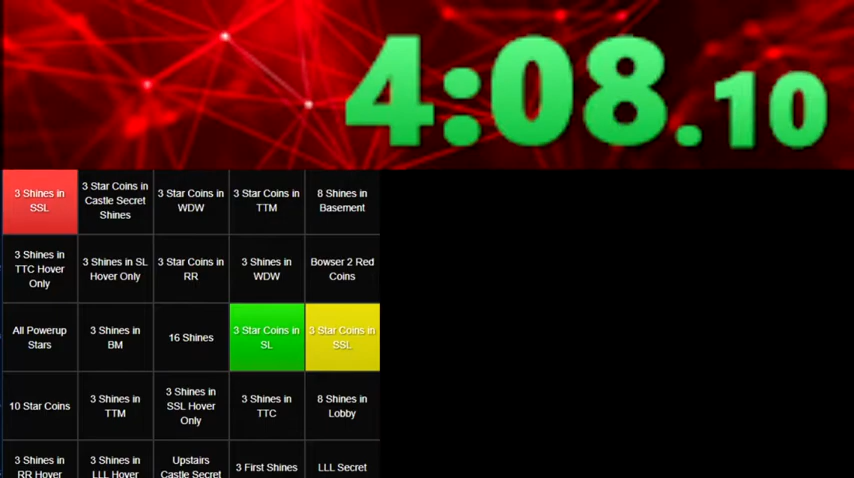 4:08.10
3 Shines in
SSL
3 Star Coins in
Castle Secret
Shines
3 Star Coins in
WDW
3 Star Coins in
TTM
8 Shines in
Basement
3 Shines in
TTC Hover
Only
3 Shines in SL
Hover Only
3 Star Coins in
RR
3 Shines in
WDW
Bowser 2 Red
Coins
All Powerup
Stars
3 Shines in
BM
16 Shines
3 Star Coins in
SL
3 Star Coins in
SSL
10 Star Coins
3 Shines in
TTM
3 Shines in
SSL Hover
Only
3 Shines in
TTC
8 Shines in
Lobby
3 Shines in
RR Hover
3 Shines in
LLL Hover
Upstairs
Castle Secret
3 First Shines
LLL Secret